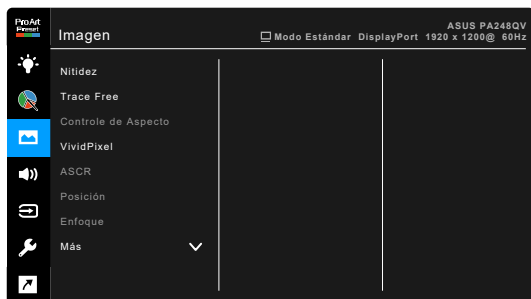 ProArt
Preset
Imagen
ASUS PA248QV
Modo Estándar DisplayPort 1920 x 1200@ 60Hz
Nitidez
Trace Free
Controle de Aspecto
VividPixel
ASCR
Posición
Enfoque
Más